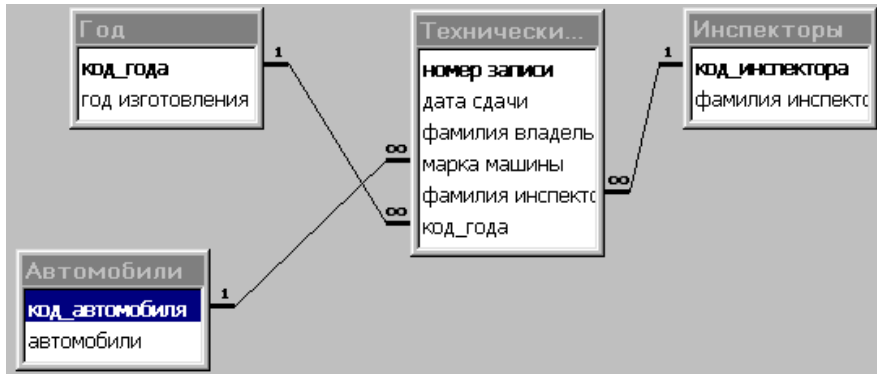 Год
код_года
год изготовления
Технически...
номер записи
дата сдачи
фамилия владель
марка машины
фамилия инспекто
код_года
Инспекторы
код_инспектора
фамилия инспекто
Автомобили
код_автомобиля
автомобили
1
∞
∞
1
∞
1